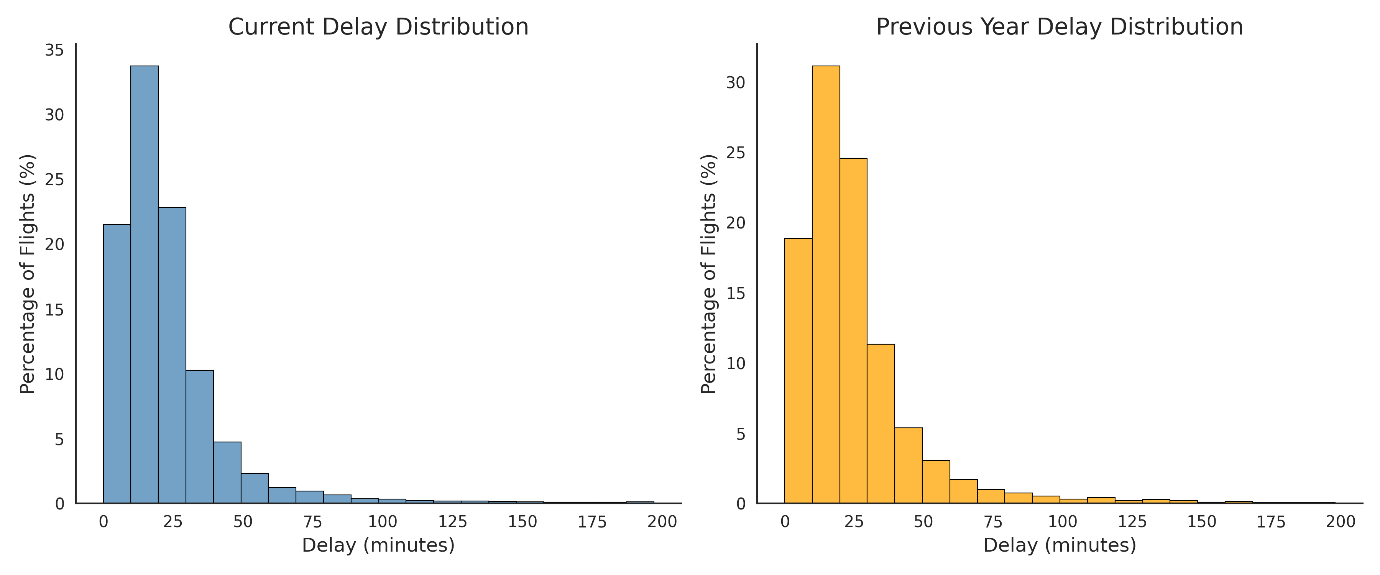 Current Delay Distribution
Percentage of Flights (%)
35
30
25
20
15
10
5
0
0 25 50 75 100 125 150 175 200
Delay (minutes)
Previous Year Delay Distribution
Percentage of Flights (%)
30
25
20
15
10
5
0
0 25 50 75 100 125 150 175 200
Delay (minutes)